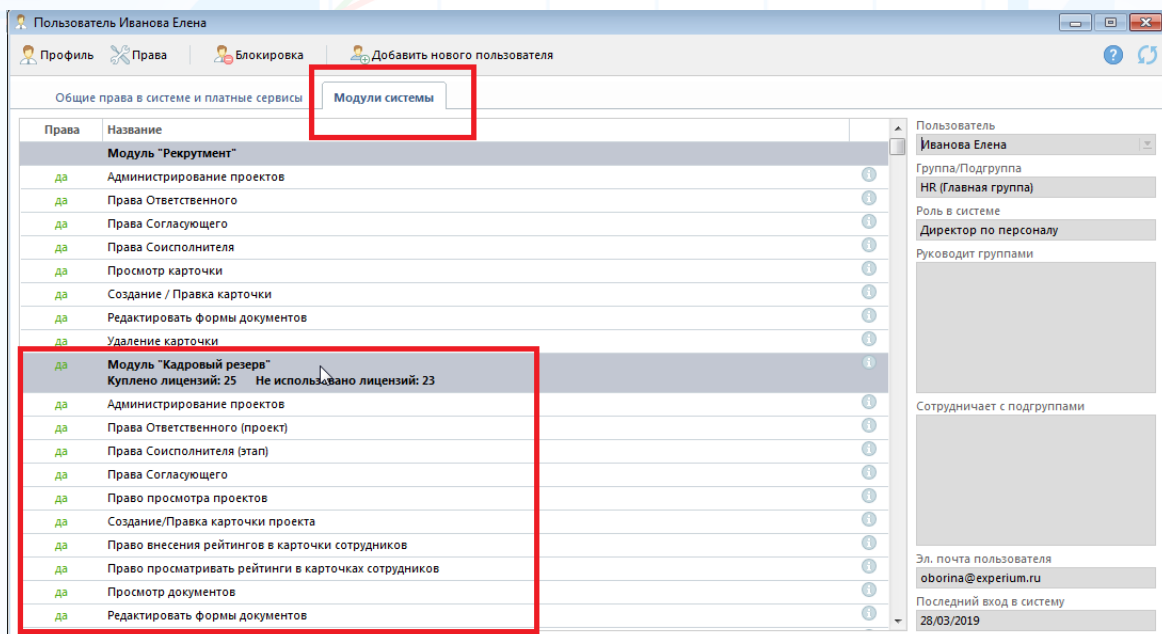 Пользователь Иванова Елена
Профиль Права Блокировка Добавить нового пользователя
Общие права в системе и платные сервисы Модули системы
Права Название
Модуль "Рекрутмент"
да Администрирование проектов
да Права Ответственного
да Права Согласующего
да Права Соисполнителя
да Просмотр карточки
да Создание / Правка карточки
да Редактировать формы документов
да Удаление карточки
да Модуль "Кадровый резерв"
Куплено лицензий: 25 Не использовано лицензий: 23
да Администрирование проектов
да Права Ответственного (проект)
да Права Соисполнителя (этап)
да Права Согласующего
да Право просмотра проектов
да Создание/Правка карточки проекта
да Право внесения рейтингов в карточки сотрудников
да Право просматривать рейтинги в карточках сотрудников
да Просмотр документов
да Редактировать формы документов
Пользователь
Иванова Елена
Группа/Подгруппа
HR (Главная группа)
Роль в системе
Директор по персоналу
Руководит группами
Сотрудничает с подгруппами
Эл. почта пользователя
oborina@experium.ru
Последний вход в систему
28/03/2019